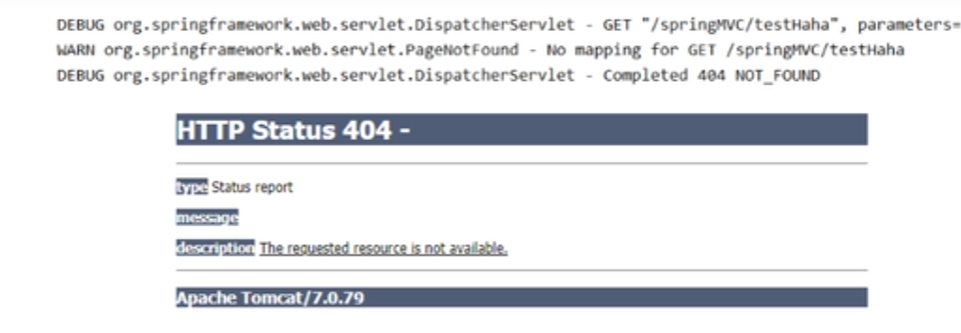 DEBUG org.springframework.web.servlet.DispatcherServlet - GET "/springMVC/testHaha", parameters=
WARN org.springframework.web.servlet.PageNotFound - No mapping for GET /springMVC/testHaha
DEBUG org.springframework.web.servlet.DispatcherServlet - Completed 404 NOT_FOUND
HTTP Status 404 -
type Status report
message
description The requested resource is not available.
Apache Tomcat/7.0.79